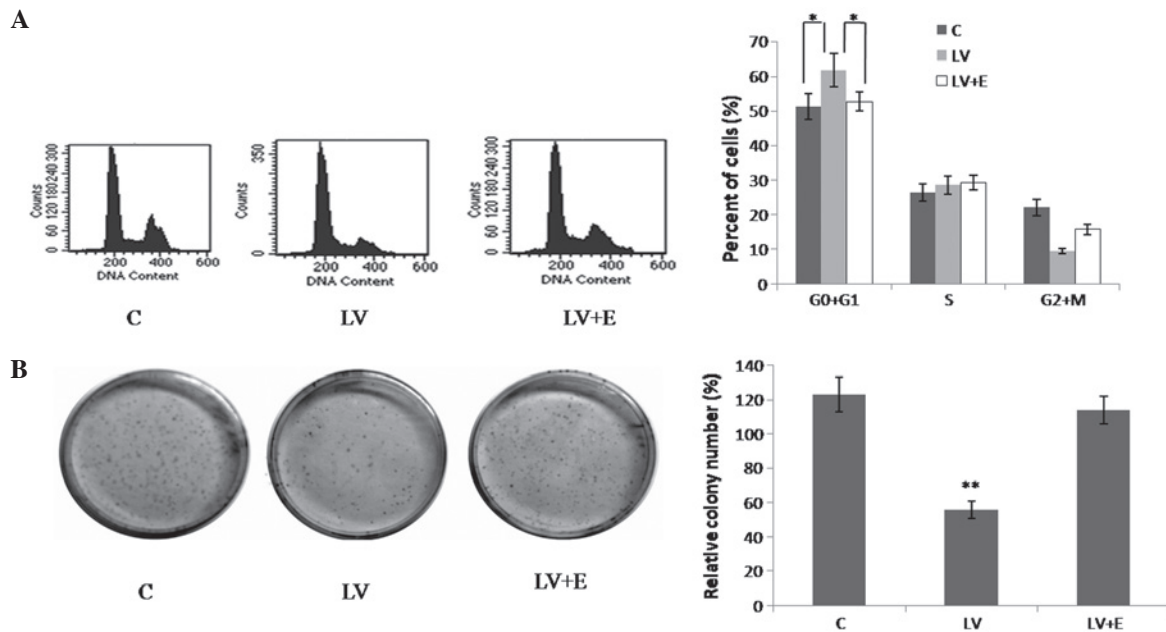 A
Counts
0 60 120 180 240 300
200 400 600
DNA Content
C
Counts
0 350
200 400 600
DNA Content
LV
Counts
0 60 120 180 240 300
200 400 600
DNA Content
LV+E
* *
C
LV
LV+E
Percent of cells (%)
70
60
50
40
30
20
10
0
G0+G1 S G2+M
B
C
LV
LV+E
Relative colony number (%)
140
120
100
80
60
40
20
0
**
C LV LV+E